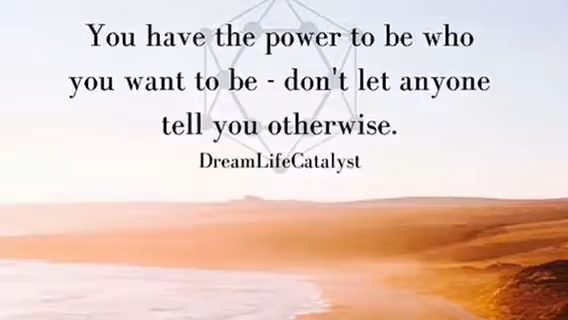 You have the power to be who
you want to be - don't let anyone
tell you otherwise.
DreamLifeCatalyst